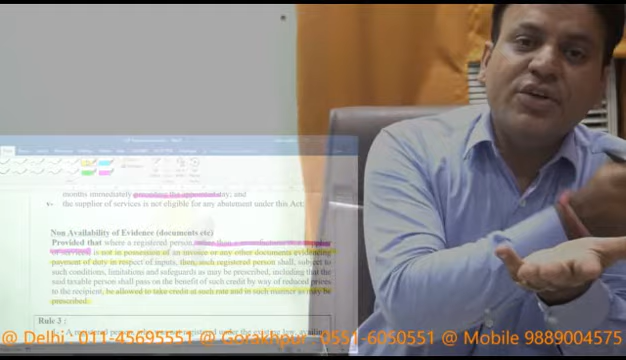 months immediately preceding the appointed day; and
v- the supplier of services is not eligible for any abatement under this Act:
Non Availability of Evidence (documents etc)
Provided that where a registered person, other than a manufacturer or a supplier
of services, is not in possession of an invoice or any other documents evidencing
payment of duty in respect of inputs, then, such registered person shall, subject to
such conditions, limitations and safeguards as may be prescribed, including that the
said taxable person shall pass on the benefit of such credit by way of reduced prices
to the recipient, be allowed to take credit at such rate and in such manner as may be
prescribed.
Rule 3 :
@ Delhi 011-45695551 @ Gorakhpur 0551-6050551 @ Mobile 9889004575